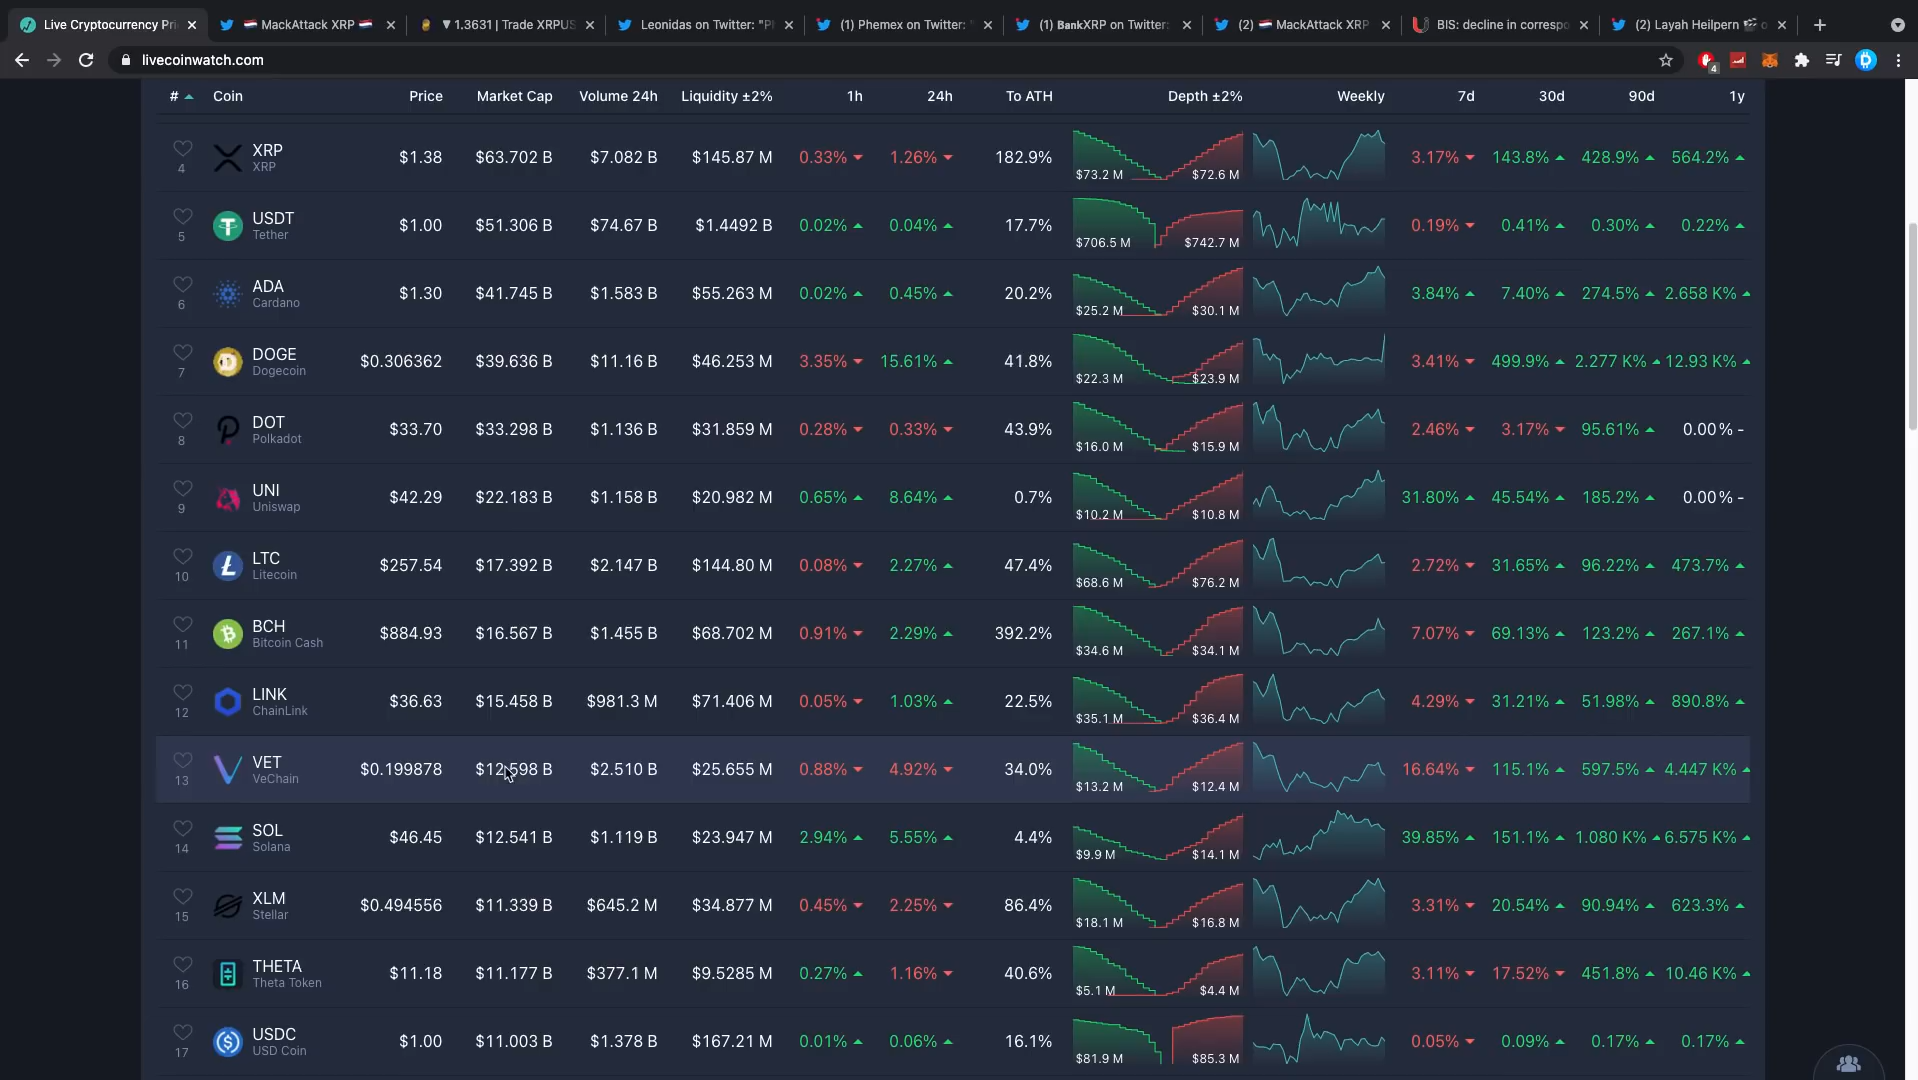 Live Cryptocurrency Pri
MackAttack XRP
▼ 1.3631 | Trade XRPUS
Leonidas on Twitter: "Pl
(1) Phemex on Twitter: "
(1) BankXRP on Twitter:
(2) MackAttack XRP
BIS: decline in correspo
(2) Layah Heilpern
livecoinwatch.com
4
# Coin Price Market Cap Volume 24h Liquidity ±2% 1h 24h To ATH Depth ±2% Weekly 7d 30d 90d 1y
4 XRP XRP $1.38 $63.702 B $7.082 B $145.87 M 0.33% 1.26% 182.9% $73.2 M $72.6 M 3.17% 143.8% 428.9% 564.2%
5 USDT Tether $1.00 $51.306 B $74.67 B $1.4492 B 0.02% 0.04% 17.7% $706.5 M $742.7 M 0.19% 0.41% 0.30% 0.22%
6 ADA Cardano $1.30 $41.745 B $1.583 B $55.263 M 0.02% 0.45% 20.2% $25.2 M $30.1 M 3.84% 7.40% 274.5% 2.658 K%
7 DOGE Dogecoin $0.306362 $39.636 B $11.16 B $46.253 M 3.35% 15.61% 41.8% $22.3 M $23.9 M 3.41% 499.9% 2.277 K% 12.93 K%
8 DOT Polkadot $33.70 $33.298 B $1.136 B $31.859 M 0.28% 0.33% 43.9% $16.0 M $15.9 M 2.46% 3.17% 95.61% 0.00% -
9 UNI Uniswap $42.29 $22.183 B $1.158 B $20.982 M 0.65% 8.64% 0.7% $10.2 M $10.8 M 31.80% 45.54% 185.2% 0.00% -
10 LTC Litecoin $257.54 $17.392 B $2.147 B $144.80 M 0.08% 2.27% 47.4% $68.6 M $76.2 M 2.72% 31.65% 96.22% 473.7%
11 BCH Bitcoin Cash $884.93 $16.567 B $1.455 B $68.702 M 0.91% 2.29% 392.2% $34.6 M $34.1 M 7.07% 69.13% 123.2% 267.1%
12 LINK ChainLink $36.63 $15.458 B $981.3 M $71.406 M 0.05% 1.03% 22.5% $35.1 M $36.4 M 4.29% 31.21% 51.98% 890.8%
13 VET VeChain $0.199878 $12.598 B $2.510 B $25.655 M 0.88% 4.92% 34.0% $13.2 M $12.4 M 16.64% 115.1% 597.5% 4.447 K%
14 SOL Solana $46.45 $12.541 B $1.119 B $23.947 M 2.94% 5.55% 4.4% $9.9 M $14.1 M 39.85% 151.1% 1.080 K% 6.575 K%
15 XLM Stellar $0.494556 $11.339 B $645.2 M $34.877 M 0.45% 2.25% 86.4% $18.1 M $16.8 M 3.31% 20.54% 90.94% 623.3%
16 THETA Theta Token $11.18 $11.177 B $377.1 M $9.5285 M 0.27% 1.16% 40.6% $5.1 M $4.4 M 3.11% 17.52% 451.8% 10.46 K%
17 USDC USD Coin $1.00 $11.003 B $1.378 B $167.21 M 0.01% 0.06% 16.1% $81.9 M $85.3 M 0.05% 0.09% 0.17% 0.17%